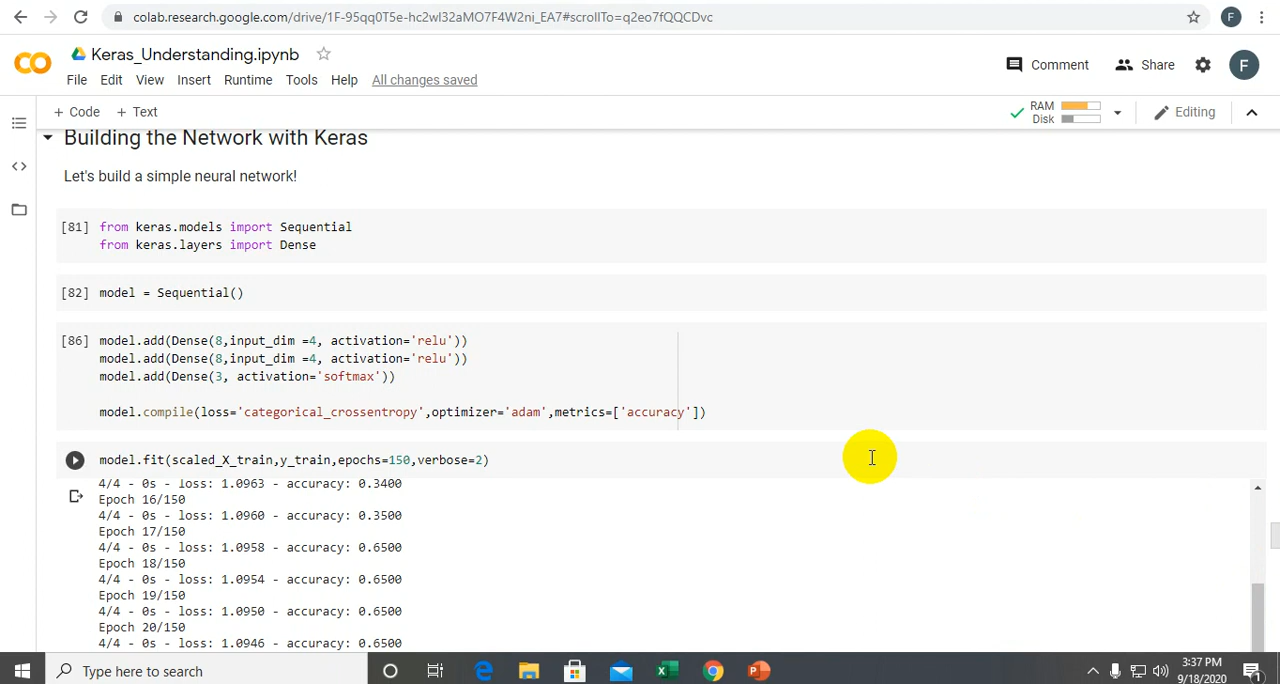 colab.research.google.com/drive/1F-95qq0T5e-hc2wl32aMO7F4W2ni_EA7#scrollTo=q2eo7fQQCDvc
F
Keras_Understanding.ipynb
File Edit View Insert Runtime Tools Help All changes saved
Comment
Share
F
+ Code + Text
RAM
Disk
Editing
Building the Network with Keras
Let's build a simple neural network!
[81] from keras.models import Sequential
from keras.layers import Dense
[82] model = Sequential()
[86] model.add(Dense(8,input_dim =4, activation='relu'))
model.add(Dense(8,input_dim =4, activation='relu'))
model.add(Dense(3, activation='softmax'))
model.compile(loss='categorical_crossentropy',optimizer='adam',metrics=['accuracy'])
model.fit(scaled_X_train,y_train,epochs=150,verbose=2)
4/4 - 0s - loss: 1.0963 - accuracy: 0.3400
Epoch 16/150
4/4 - 0s - loss: 1.0960 - accuracy: 0.3500
Epoch 17/150
4/4 - 0s - loss: 1.0958 - accuracy: 0.6500
Epoch 18/150
4/4 - 0s - loss: 1.0954 - accuracy: 0.6500
Epoch 19/150
4/4 - 0s - loss: 1.0950 - accuracy: 0.6500
Epoch 20/150
4/4 - 0s - loss: 1.0946 - accuracy: 0.6500
Type here to search
3:37 PM
9/18/2020
1